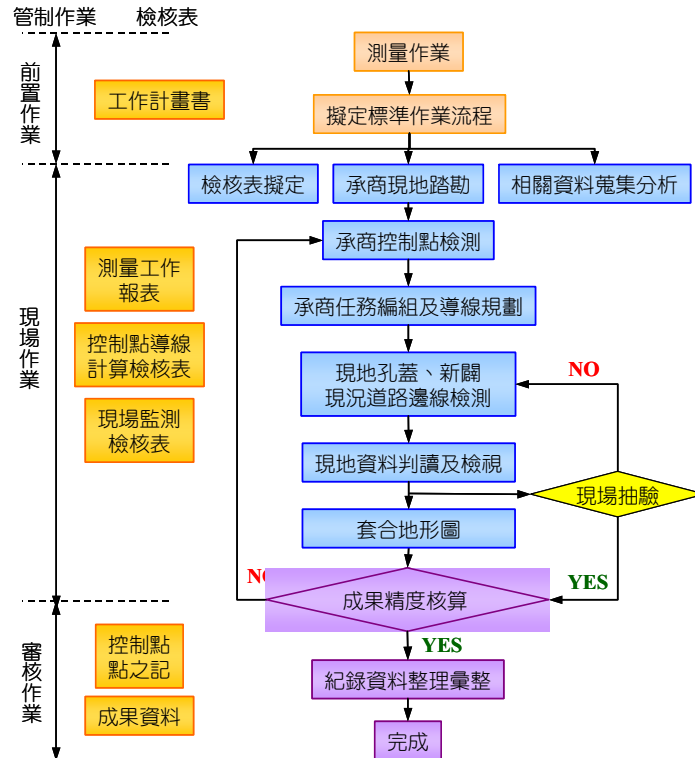 管制作業
檢核表
前置作業
工作計畫書
測量作業
擬定標準作業流程
檢核表擬定
承商現地踏勘
相關資料蒐集分析
現場作業
測量工作
報表
控制點導線
計算檢核表
現場監測
檢核表
承商控制點檢測
承商任務編組及導線規劃
現地孔蓋、新闢
現況道路邊線檢測
NO
現地資料判讀及檢視
現場抽驗
套合地形圖
NO
YES
成果精度核算
YES
審核作業
控制點
點之記
成果資料
紀錄資料整理彙整
完成